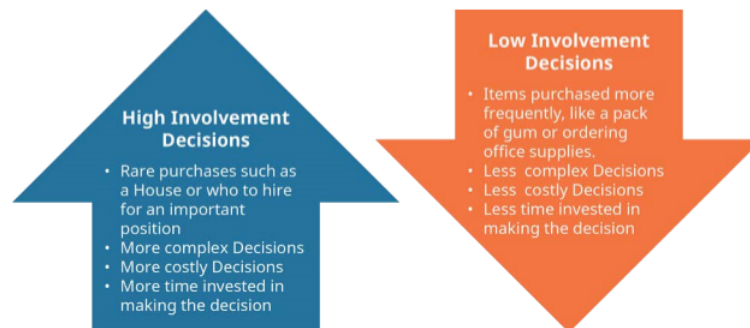 High Involvement
Decisions
• Rare purchases such as
a House or who to hire
for an important
position
• More complex Decisions
• More costly Decisions
• More time invested in
making the decision
Low Involvement
Decisions
• Items purchased more
frequently, like a pack
of gum or ordering
office supplies.
• Less complex Decisions
• Less costly Decisions
• Less time invested in
making the decision